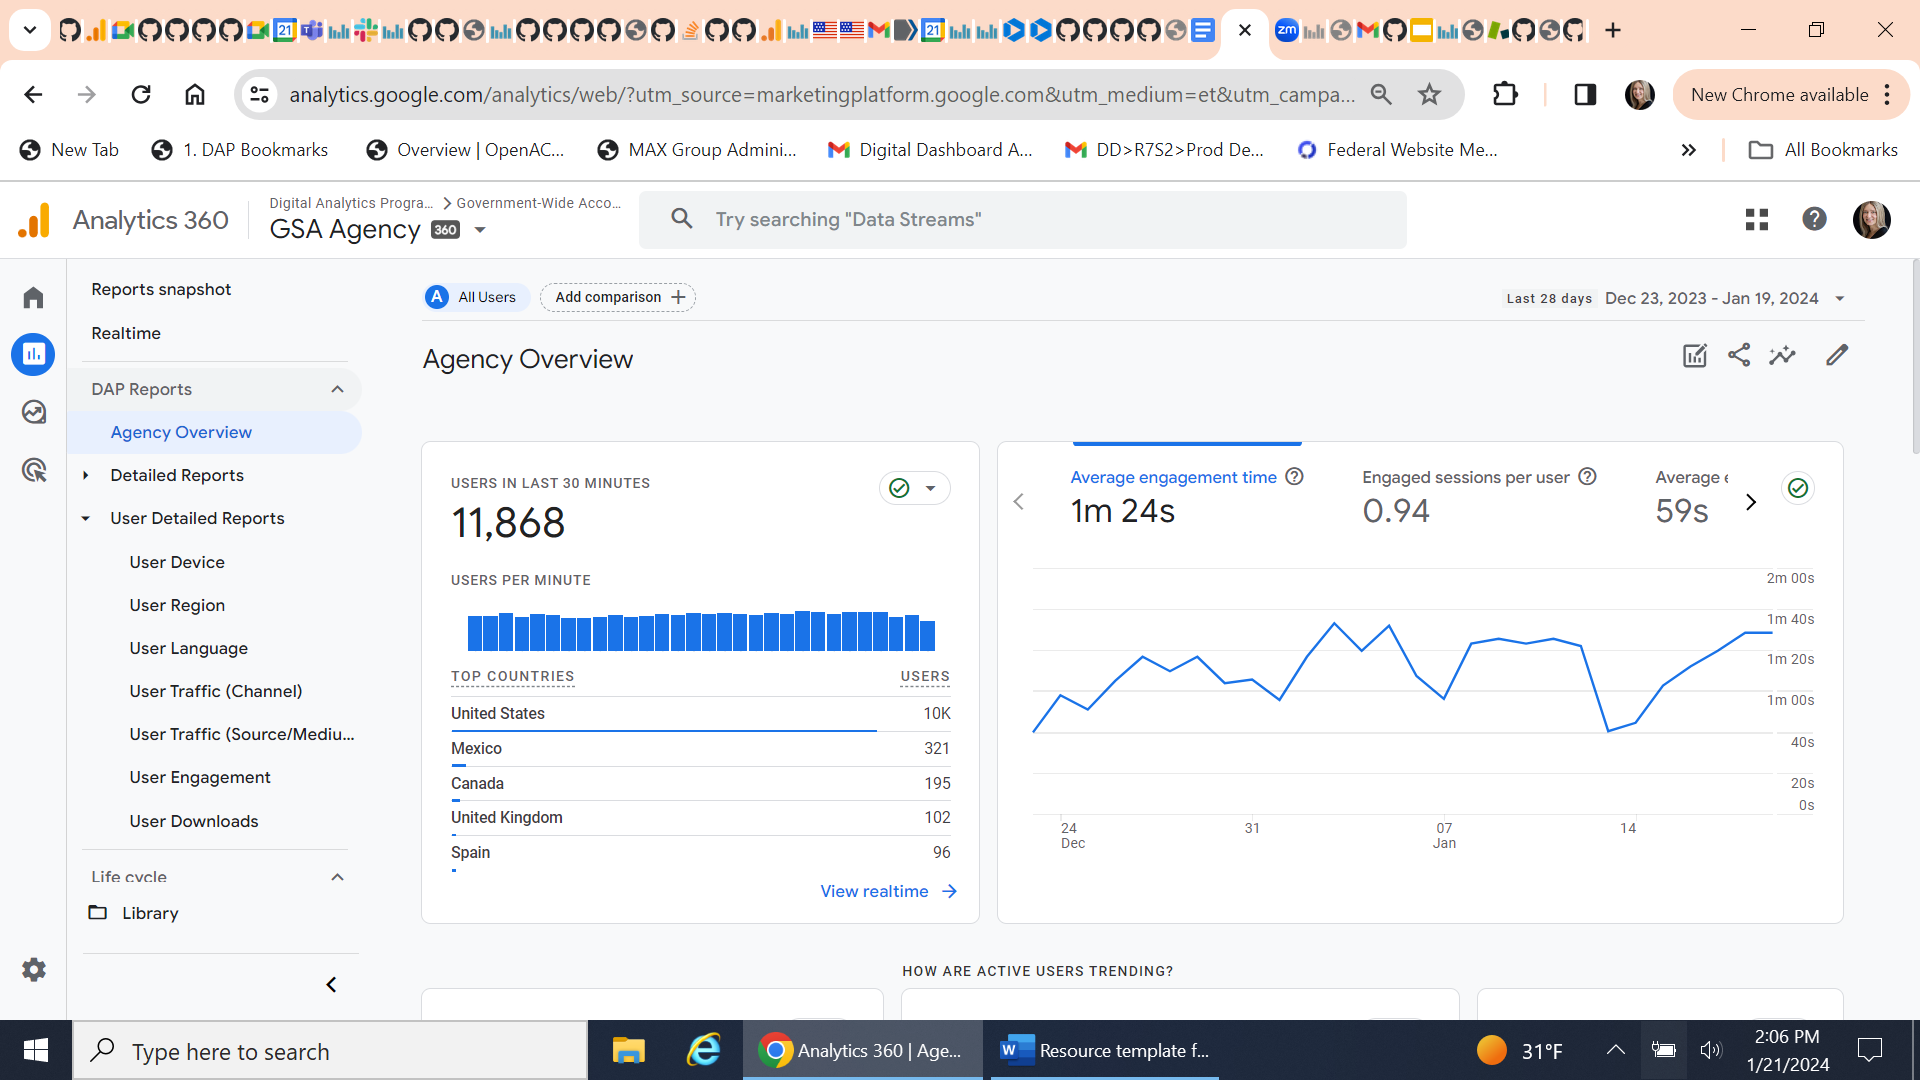 21
21
zm
analytics.google.com/analytics/web/?utm_source=marketingplatform.google.com&utm_medium=et&utm_campa...
New Chrome available
New Tab
1. DAP Bookmarks
Overview | OpenAC...
MAX Group Admini...
Digital Dashboard A...
DD>R7S2>Prod De...
Federal Website Me...
All Bookmarks
Analytics 360
Digital Analytics Progra... > Government-Wide Acco...
GSA Agency 360
Try searching "Data Streams"
Reports snapshot
Realtime
DAP Reports
Agency Overview
Detailed Reports
User Detailed Reports
User Device
User Region
User Language
User Traffic (Channel)
User Traffic (Source/Mediu...
User Engagement
User Downloads
Life cycle
Library
A All Users
Add comparison +
Last 28 days Dec 23, 2023 - Jan 19, 2024
Agency Overview
USERS IN LAST 30 MINUTES
11,868
USERS PER MINUTE
TOP COUNTRIES USERS
United States 10K
Mexico 321
Canada 195
United Kingdom 102
Spain 96
View realtime
Average engagement time
1m 24s
Engaged sessions per user
0.94
Average e
59s
2m 00s
1m 40s
1m 20s
1m 00s
40s
20s
0s
24 Dec
31
07 Jan
14
HOW ARE ACTIVE USERS TRENDING?
Type here to search
Analytics 360 | Age...
W Resource template f...
31°F
2:06 PM
1/21/2024